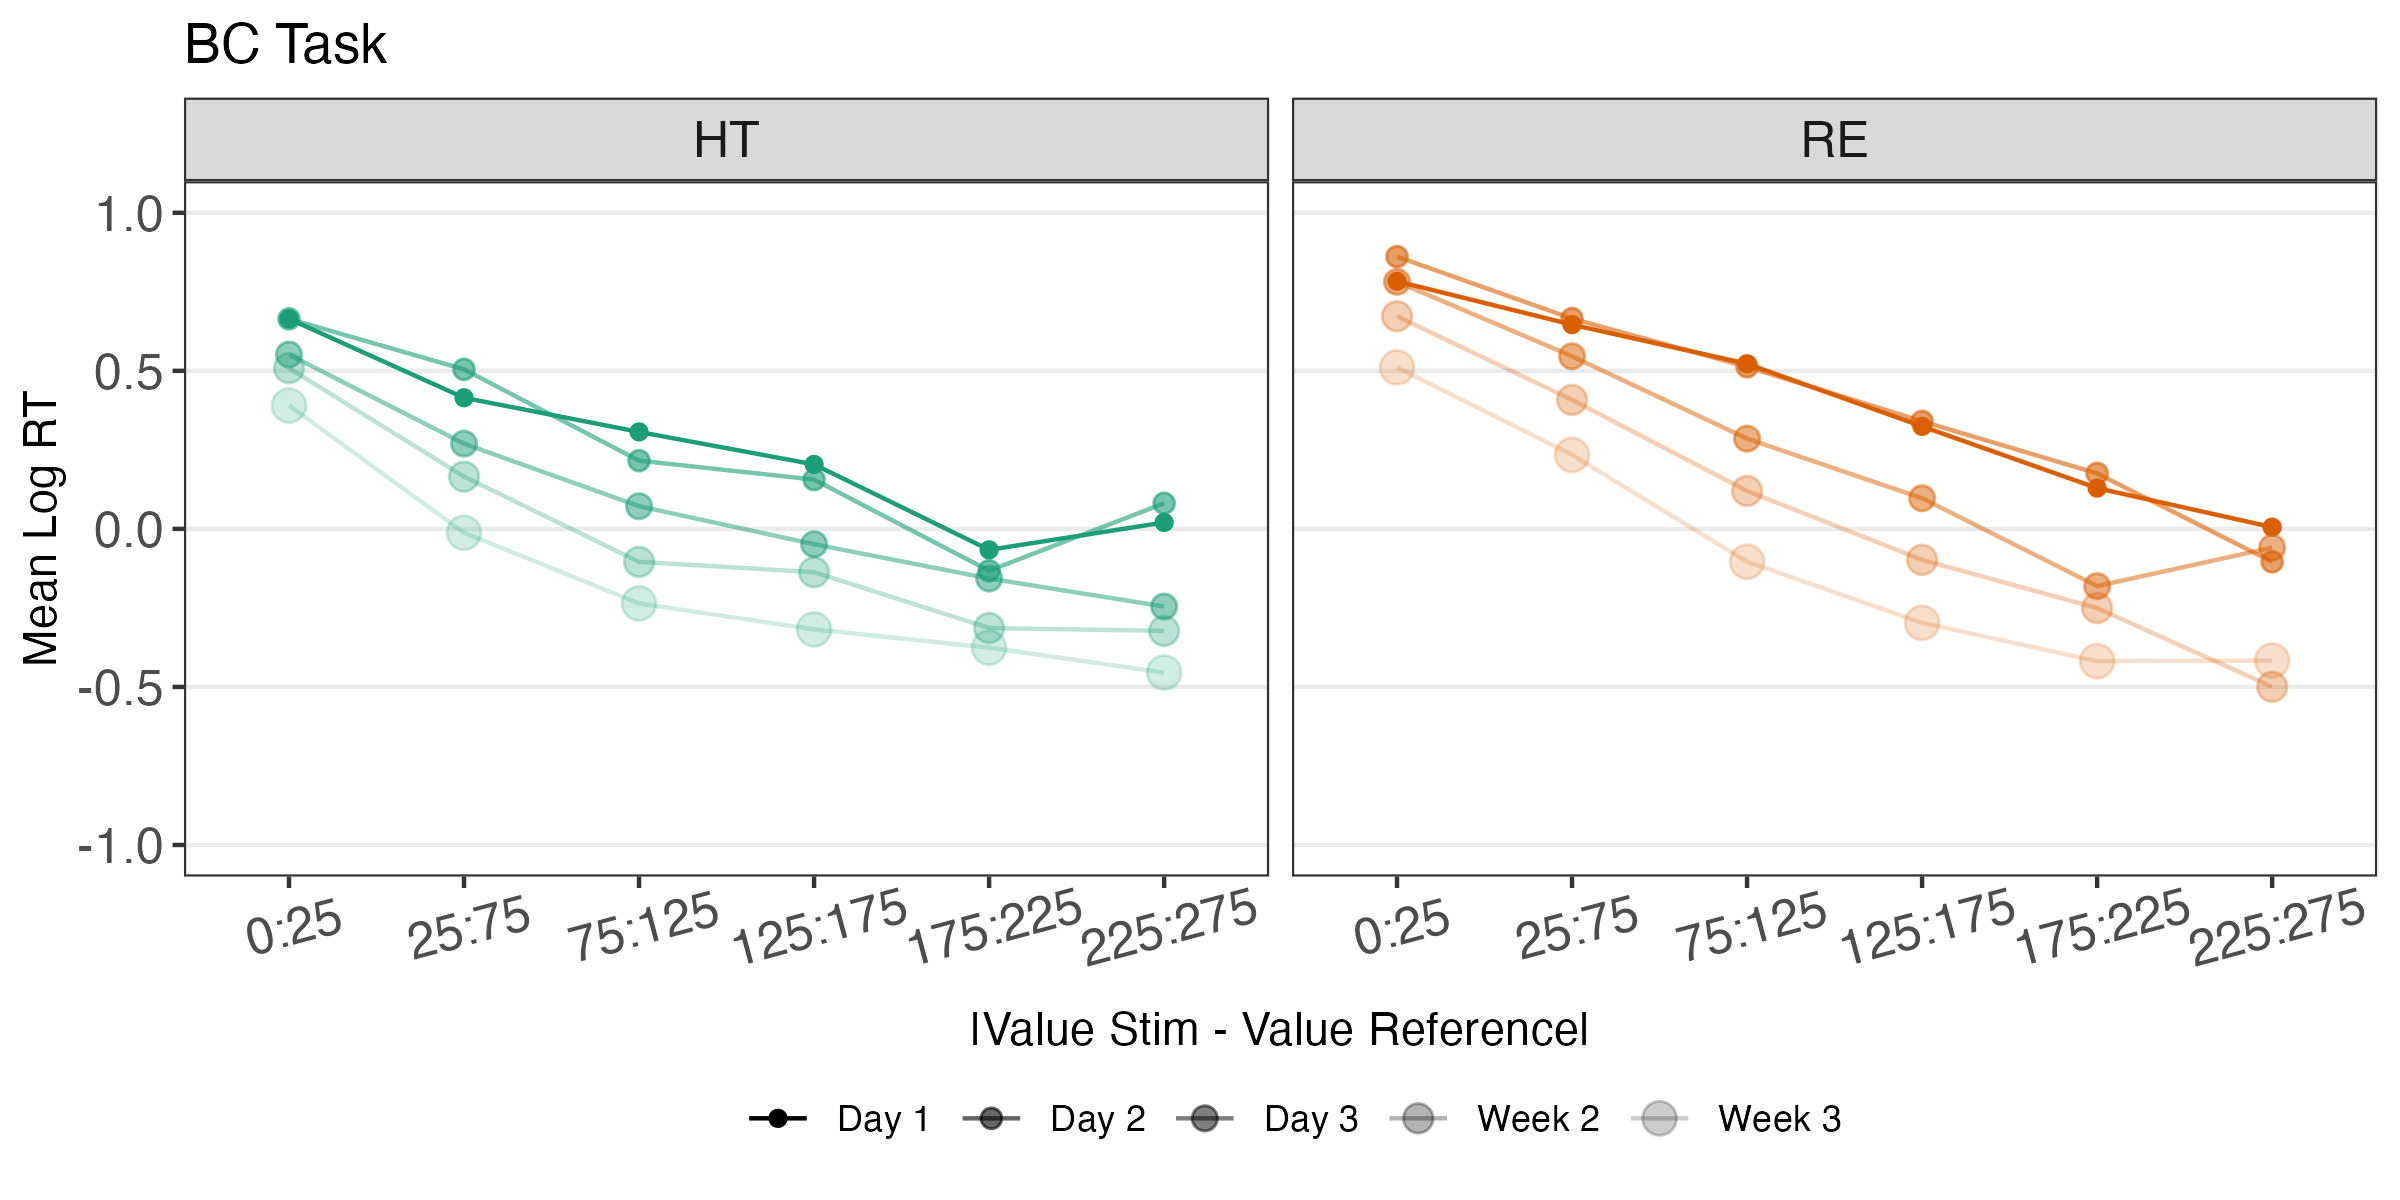 BC Task
HT
RE
Mean Log RT
1.0
0.5
0.0
-0.5
-1.0
0:25 25:75 75:125 125:175 175:225 225:275
0:25 25:75 75:125 125:175 175:225 225:275
|Value Stim - Value Reference|
Day 1 Day 2 Day 3 Week 2 Week 3